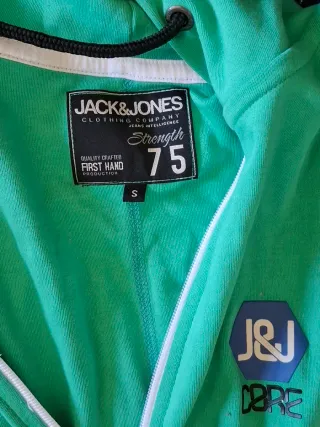 JACK&JONES
CLOTHING COMPANY
JEANS INTELLIGENCE
Strength
QUALITY CRAFTED
FIRST HAND
PRODUCTION
75
S
J&J
CORE